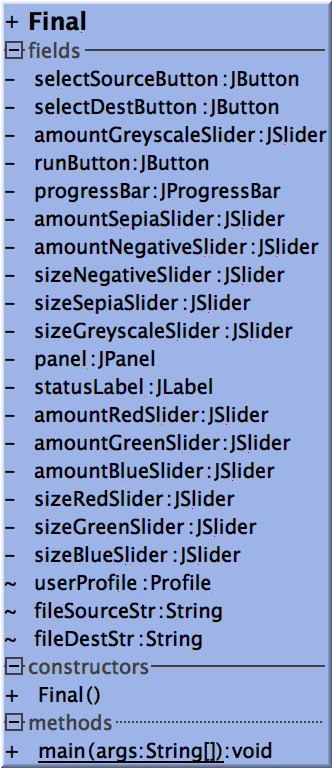 + Final
fields
– selectSourceButton : JButton
– selectDestButton : JButton
– amountGreyscaleSlider : JSlider
– runButton : JButton
– progressBar : JProgressBar
– amountSepiaSlider : JSlider
– amountNegativeSlider : JSlider
– sizeNegativeSlider : JSlider
– sizeSepiaSlider : JSlider
– sizeGreyscaleSlider : JSlider
– panel : JPanel
– statusLabel : JLabel
– amountRedSlider : JSlider
– amountGreenSlider : JSlider
– amountBlueSlider : JSlider
– sizeRedSlider : JSlider
– sizeGreenSlider : JSlider
– sizeBlueSlider : JSlider
~ userProfile : Profile
~ fileSourceStr : String
~ fileDestStr : String
constructors
+ Final()
methods
+ main(args:String[]):void